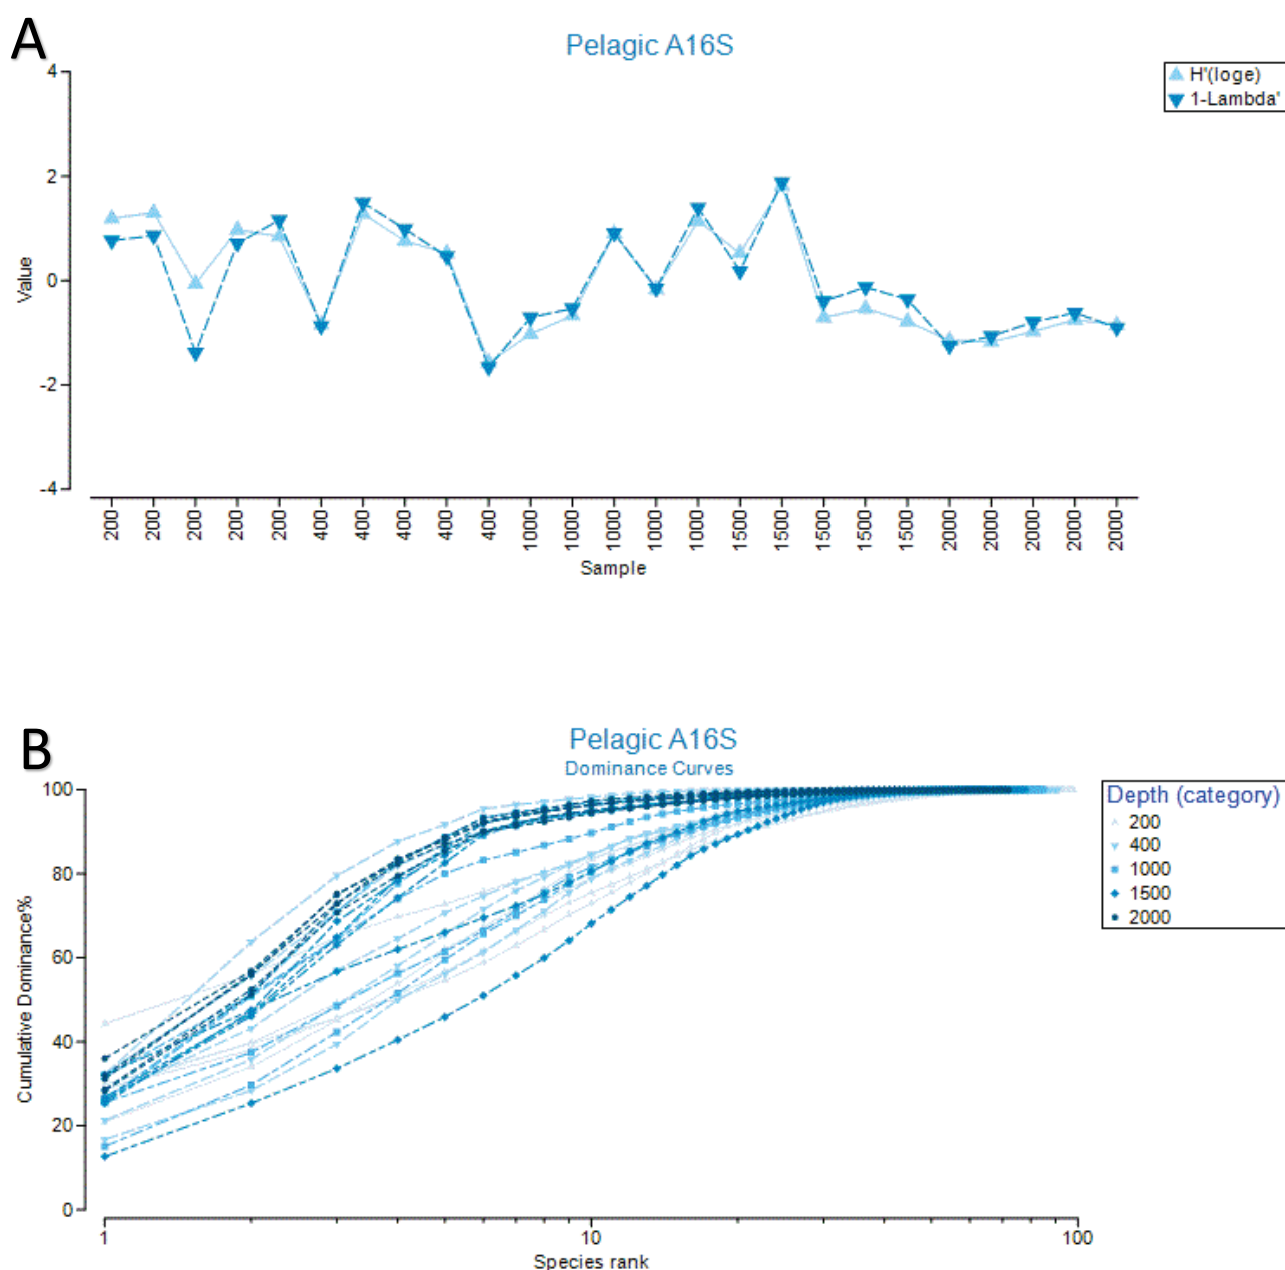 A
Pelagic A16S
H'(loge)
1-Lambda'
4
2
0
-2
-4
Value
200 200 200 200 200 400 400 400 400 400 1000 1000 1000 1000 1000 1500 1500 1500 1500 1500 2000 2000 2000 2000 2000
Sample
B
Pelagic A16S
Dominance Curves
Depth (category)
200
400
1000
1500
2000
100
80
60
40
20
0
Cumulative Dominance%
1 10 100
Species rank